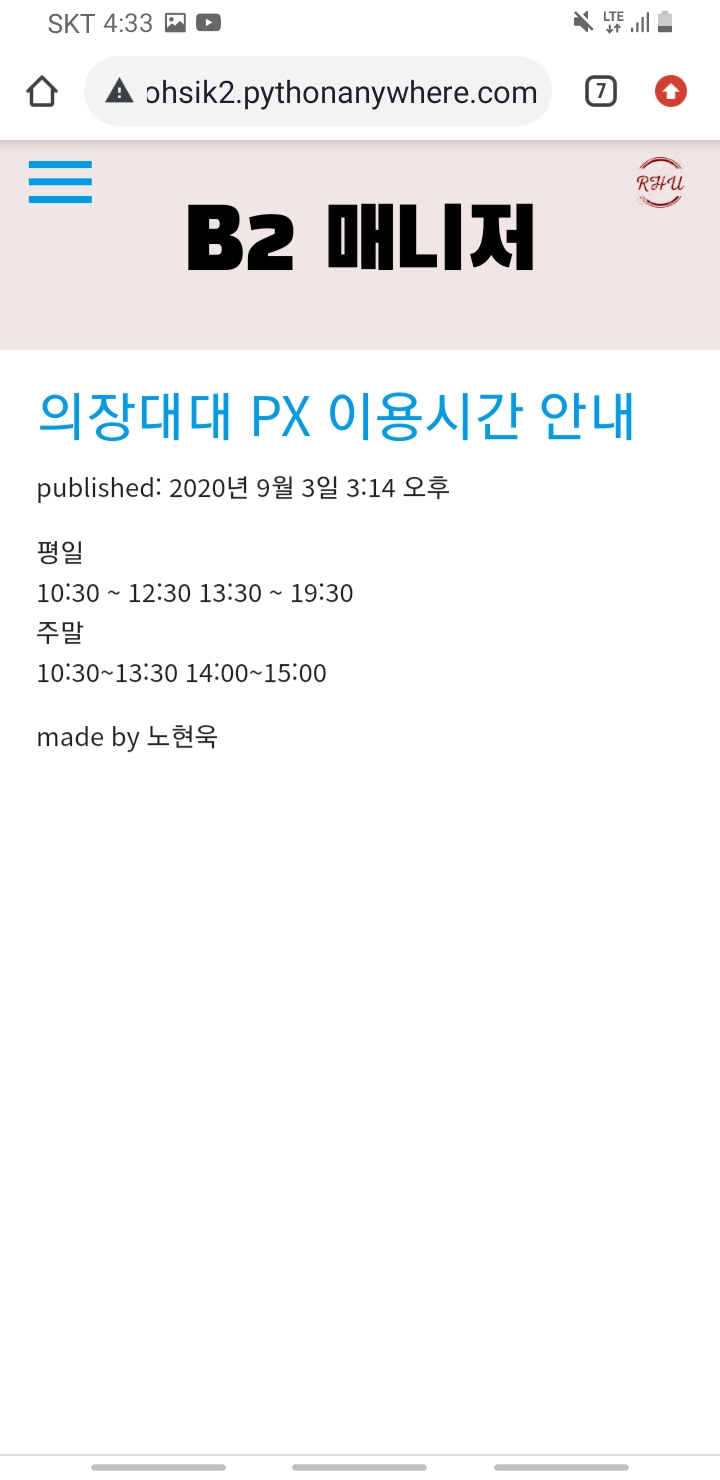 SKT 4:33
LTE
ohsik2.pythonanywhere.com
7
RHU
B2 매니저
의장대대 PX 이용시간 안내
published: 2020년 9월 3일 3:14 오후
평일
10:30 ~ 12:30 13:30 ~ 19:30
주말
10:30~13:30 14:00~15:00
made by 노현욱